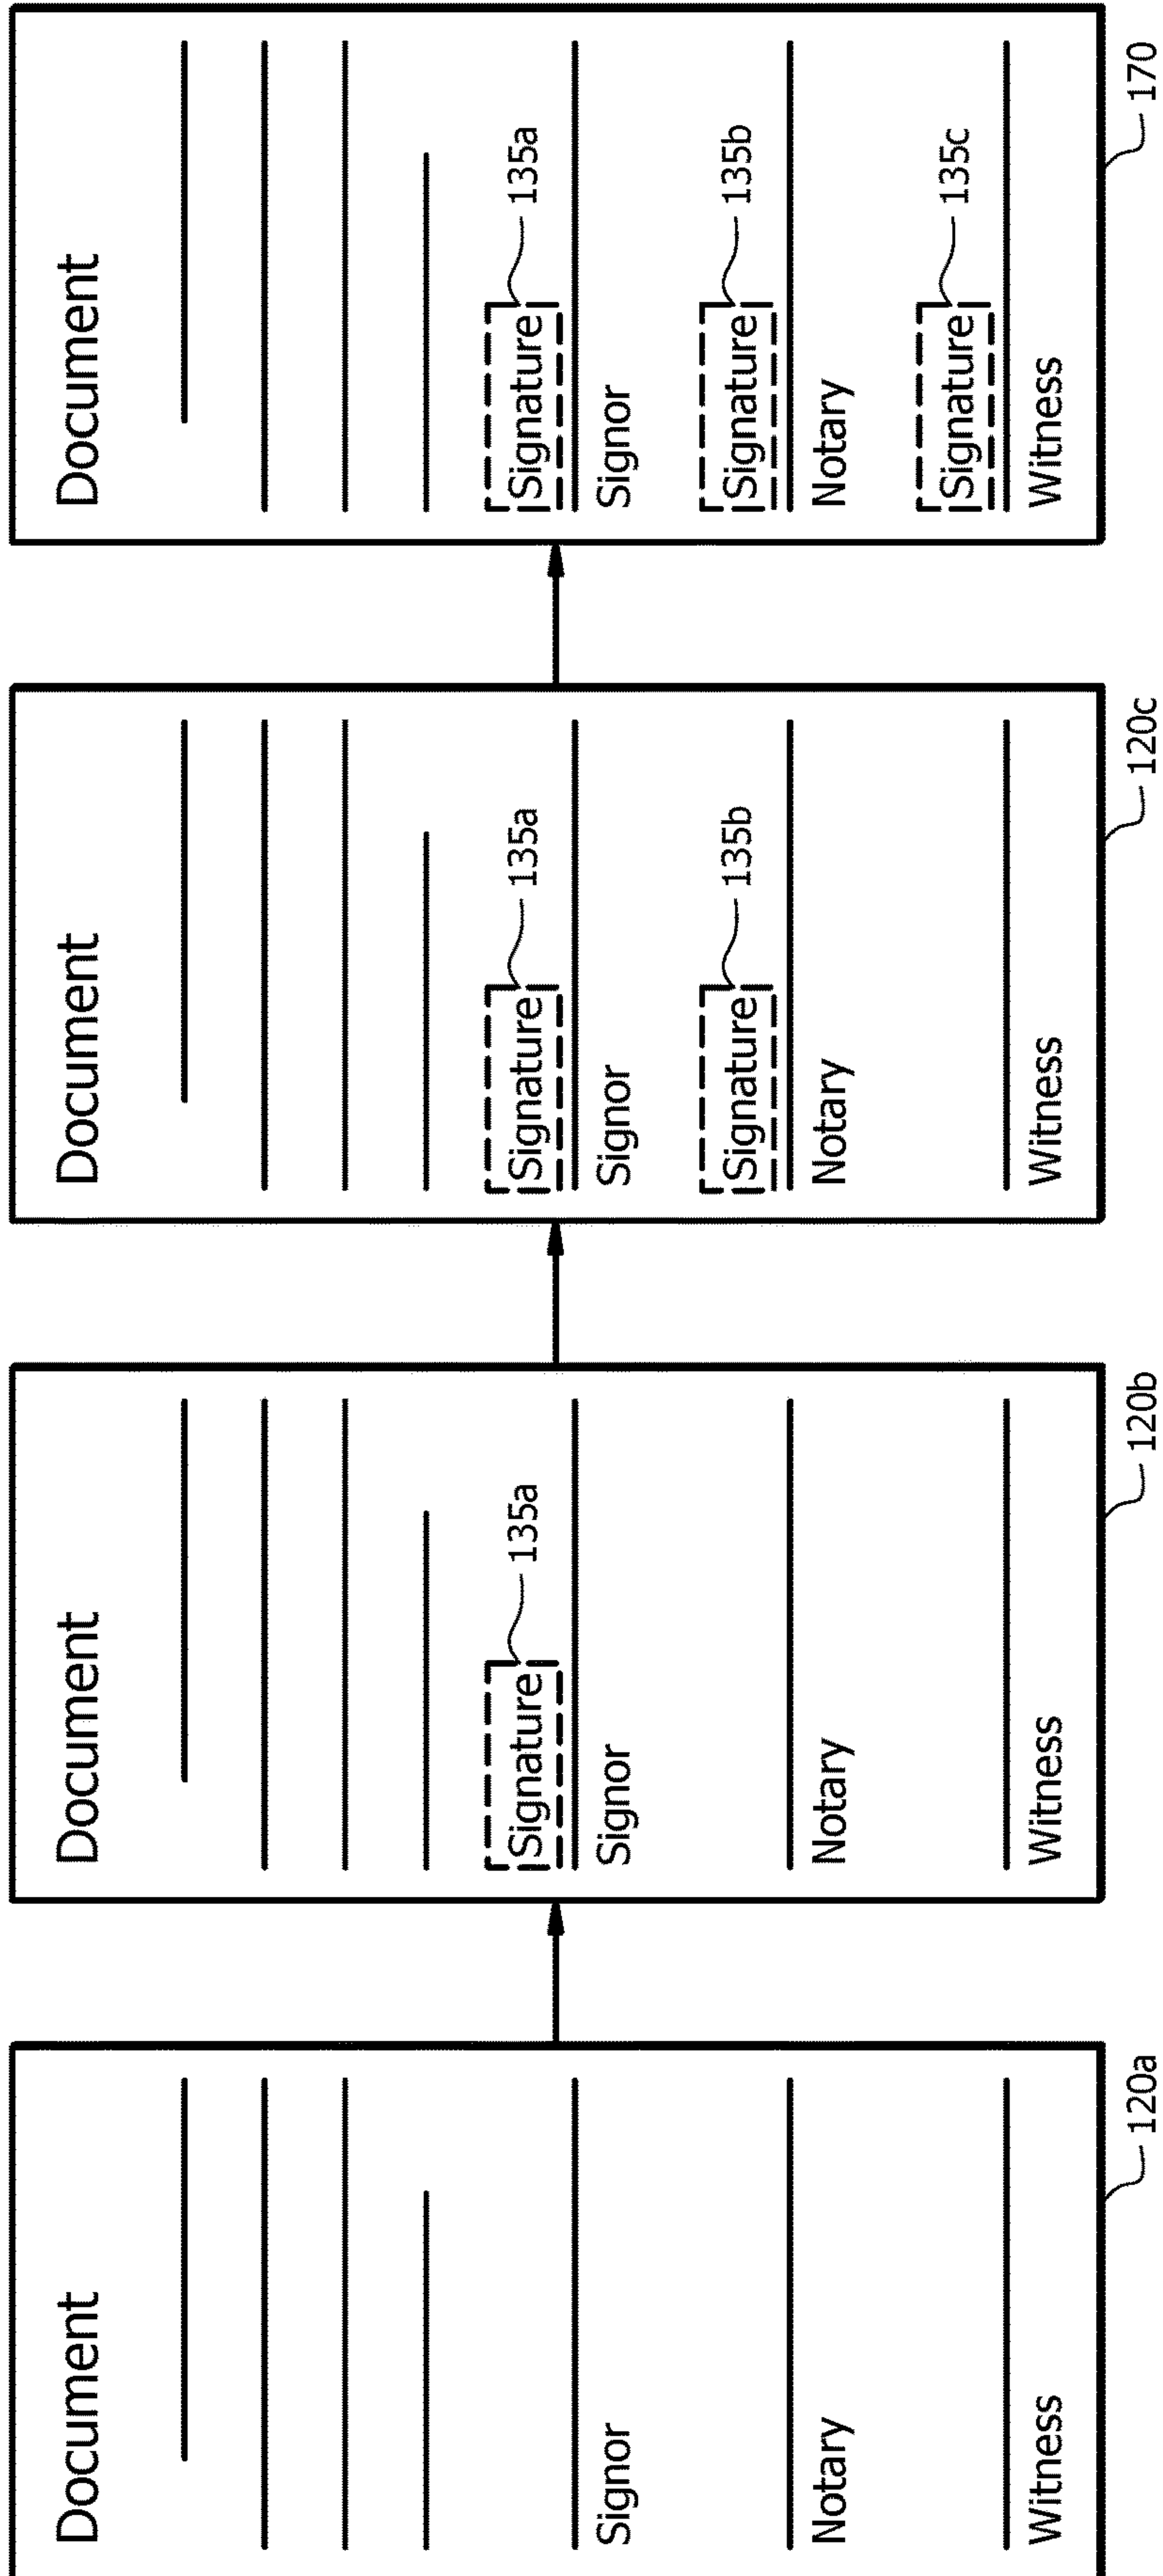 Document
Signor
Notary
Witness
120a
Document
Signature
135a
Signor
Notary
Witness
120b
Document
Signature
135a
Signor
Signature
135b
Notary
Witness
120c
Document
Signature
135a
Signor
Signature
135b
Notary
Signature
135c
Witness
170